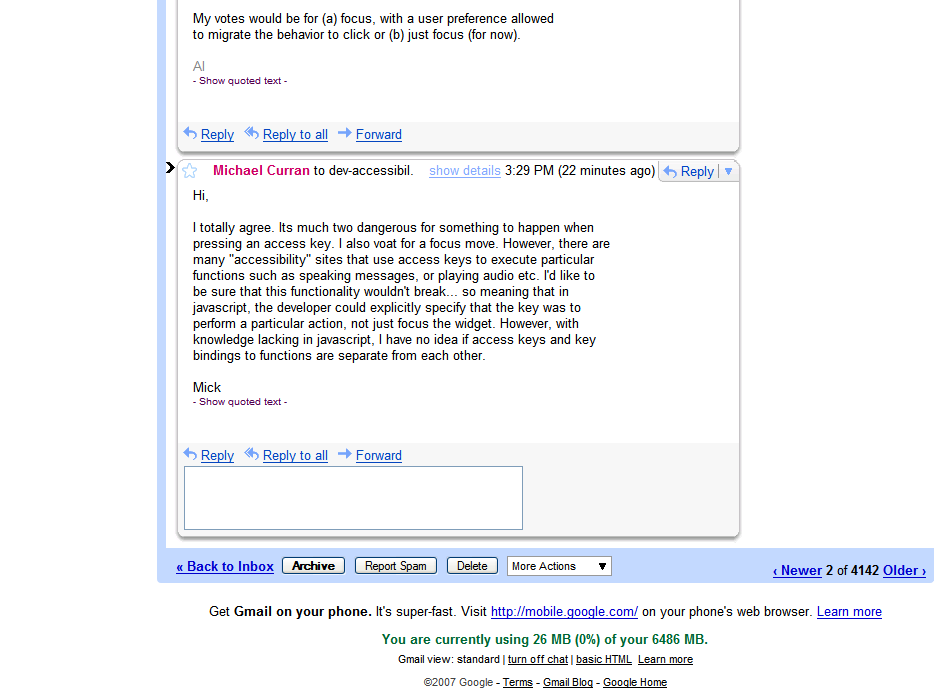 My votes would be for (a) focus, with a user preference allowed
to migrate the behavior to click or (b) just focus (for now).
Al
- Show quoted text -
Reply Reply to all Forward
Michael Curran to dev-accessibil. show details 3:29 PM (22 minutes ago) Reply
Hi,
I totally agree. Its much two dangerous for something to happen when
pressing an access key. I also voat for a focus move. However, there are
many "accessibility" sites that use access keys to execute particular
functions such as speaking messages, or playing audio etc. I'd like to
be sure that this functionality wouldn't break... so meaning that in
javascript, the developer could explicitly specify that the key was to
perform a particular action, not just focus the widget. However, with
knowledge lacking in javascript, I have no idea if access keys and key
bindings to functions are separate from each other.
Mick
- Show quoted text -
Reply Reply to all Forward
« Back to Inbox Archive Report Spam Delete More Actions ‹ Newer 2 of 4142 Older ›
Get Gmail on your phone. It's super-fast. Visit http://mobile.google.com/ on your phone's web browser. Learn more
You are currently using 26 MB (0%) of your 6486 MB.
Gmail view: standard | turn off chat | basic HTML Learn more
©2007 Google - Terms - Gmail Blog - Google Home